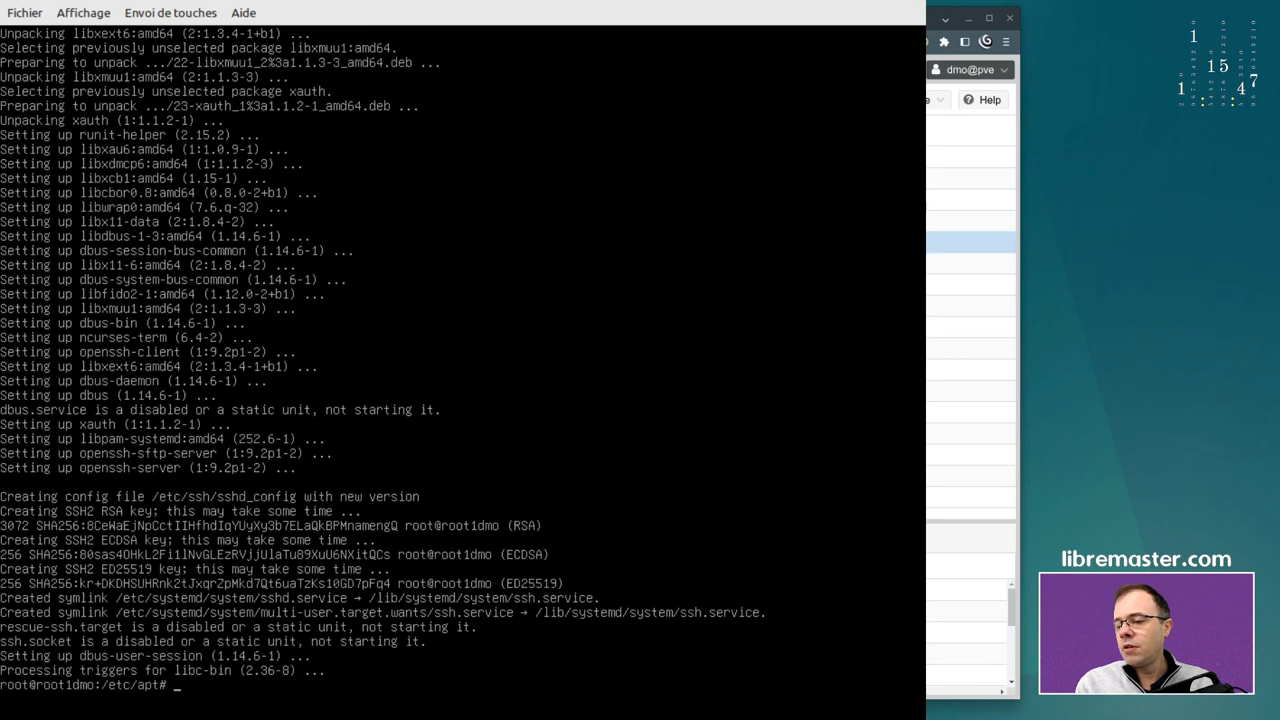 Fichier Affichage Envoi de touches Aide
Unpacking libxext6:amd64 (2:1.3.4-1+b1) ...
Selecting previously unselected package libxmuu1:amd64.
Preparing to unpack .../22-libxmuu1_2%3a1.1.3-3_amd64.deb ...
Unpacking libxmuu1:amd64 (2:1.1.3-3) ...
Selecting previously unselected package xauth.
Preparing to unpack .../23-xauth_1%3a1.1.2-1_amd64.deb ...
Unpacking xauth (1:1.1.2-1) ...
Setting up runit-helper (2.15.2) ...
Setting up libxau6:amd64 (1:1.0.9-1) ...
Setting up libxdmcp6:amd64 (1:1.1.2-3) ...
Setting up libxcb1:amd64 (1.15-1) ...
Setting up libcbor0.8:amd64 (0.8.0-2+b1) ...
Setting up libwrap0:amd64 (7.6.q-32) ...
Setting up libx11-data (2:1.8.4-2) ...
Setting up libdbus-1-3:amd64 (1.14.6-1) ...
Setting up dbus-session-bus-common (1.14.6-1) ...
Setting up libx11-6:amd64 (2:1.8.4-2) ...
Setting up dbus-system-bus-common (1.14.6-1) ...
Setting up libfido2-1:amd64 (1.12.0-2+b1) ...
Setting up libxmuu1:amd64 (2:1.1.3-3) ...
Setting up dbus-bin (1.14.6-1) ...
Setting up ncurses-term (6.4-2) ...
Setting up openssh-client (1:9.2p1-2) ...
Setting up libxext6:amd64 (2:1.3.4-1+b1) ...
Setting up dbus-daemon (1.14.6-1) ...
Setting up dbus (1.14.6-1) ...
dbus.service is a disabled or a static unit, not starting it.
Setting up xauth (1:1.1.2-1) ...
Setting up libpam-systemd:amd64 (252.6-1) ...
Setting up openssh-sftp-server (1:9.2p1-2) ...
Setting up openssh-server (1:9.2p1-2) ...
Creating config file /etc/ssh/sshd_config with new version
Creating SSH2 RSA key; this may take some time ...
3072 SHA256:8CeWaEjNpCctIIHfhdIqYUyXy3b7ELaQkBPMnamengQ root@root1dmo (RSA)
Creating SSH2 ECDSA key; this may take some time ...
256 SHA256:80sas4OHkL2Fi1lNvGLEzRVjjUlaTu89XuU6NXitQCs root@root1dmo (ECDSA)
Creating SSH2 ED25519 key; this may take some time ...
256 SHA256:kr+DKDHSUHRnk2tJxqrZpMkd7Qt6uaTzKs10GD7pFq4 root@root1dmo (ED25519)
Created symlink /etc/systemd/system/sshd.service → /lib/systemd/system/ssh.service.
Created symlink /etc/systemd/system/multi-user.target.wants/ssh.service → /lib/systemd/system/ssh.service.
rescue-ssh.target is a disabled or a static unit, not starting it.
ssh.socket is a disabled or a static unit, not starting it.
Setting up dbus-user-session (1.14.6-1) ...
Processing triggers for libc-bin (2.36-8) ...
root@root1dmo:/etc/apt# _
dmo@pve
Help
1
15
1 47
libremaster.com